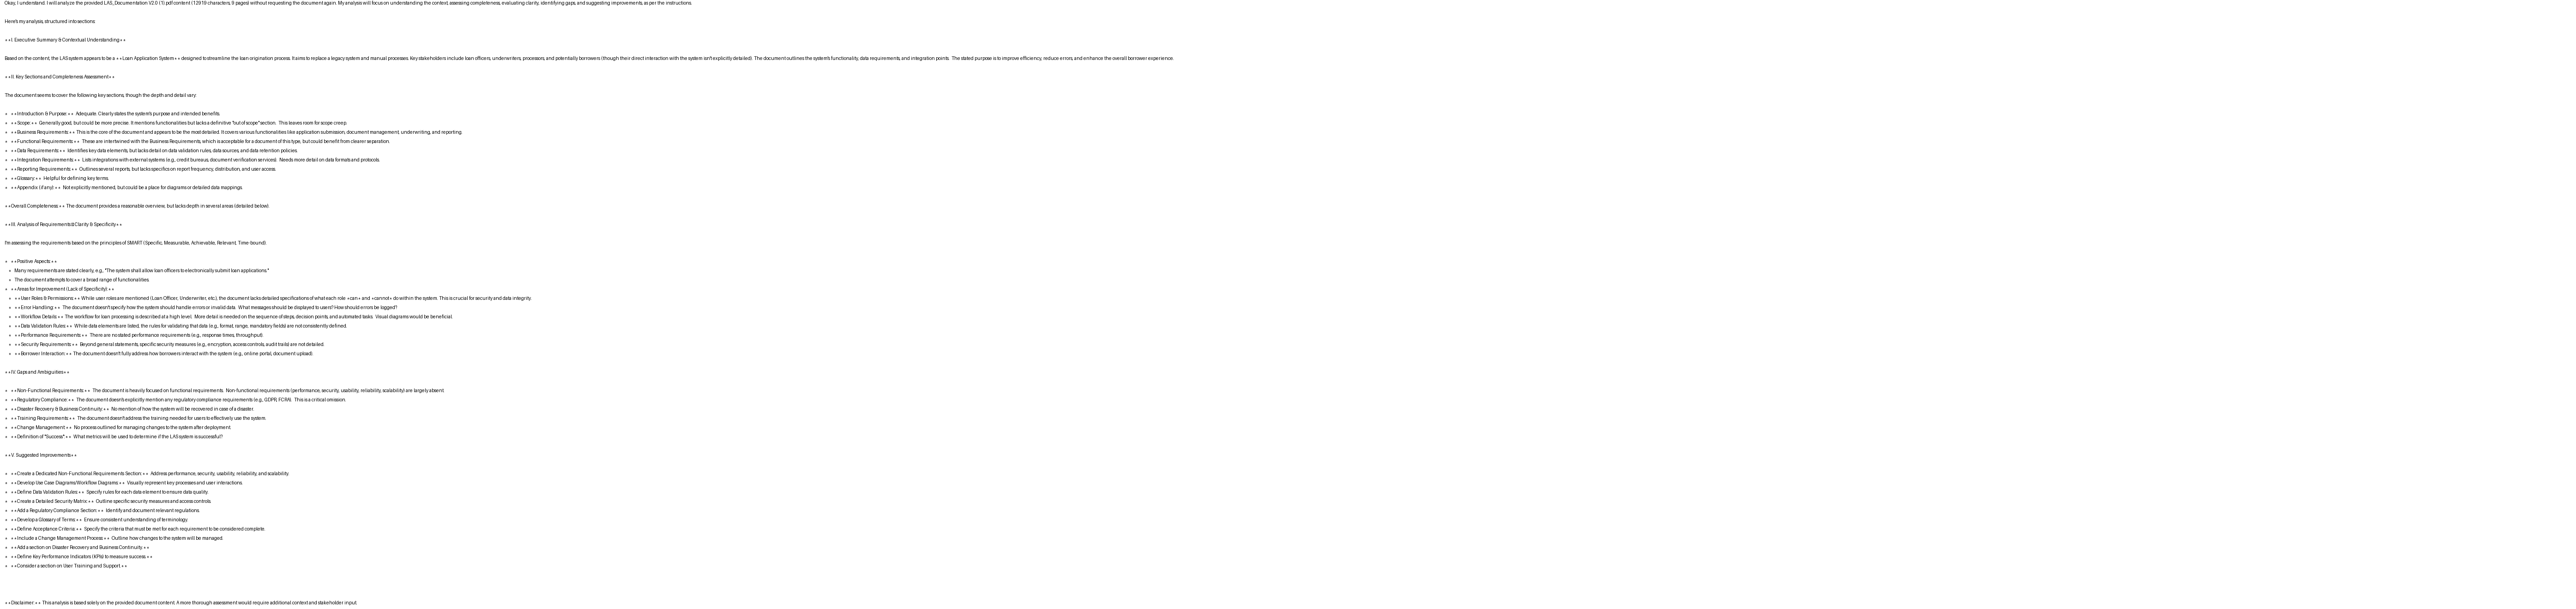 Okay, I understand. I will analyze the provided LAS_Documentation V2.0 (1).pdf content (12919 characters, 9 pages) without requesting the document again. My analysis will focus on understanding the context, assessing completeness, evaluating clarity, identifying gaps, and suggesting improvements, as per the instructions.
Here's my analysis, structured into sections:
**I. Executive Summary & Contextual Understanding**
Based on the content, the LAS system appears to be a **Loan Application System** designed to streamline the loan origination process. It aims to replace a legacy system and manual processes. Key stakeholders include loan officers, underwriters, processors, and potentially borrowers (though their direct interaction with the system isn't explicitly detailed). The document outlines the system's functionality, data requirements, and integration points. The stated purpose is to improve efficiency, reduce errors, and enhance the overall borrower experience.
**II. Key Sections and Completeness Assessment**
The document seems to cover the following key sections, though the depth and detail vary:
* **Introduction & Purpose:** Adequate. Clearly states the system's purpose and intended benefits.
* **Scope:** Generally good, but could be more precise. It mentions functionalities but lacks a definitive "out of scope" section. This leaves room for scope creep.
* **Business Requirements:** This is the core of the document and appears to be the most detailed. It covers various functionalities like application submission, document management, underwriting, and reporting.
* **Functional Requirements:** These are intertwined with the Business Requirements, which is acceptable for a document of this type, but could benefit from clearer separation.
* **Data Requirements:** Identifies key data elements, but lacks detail on data validation rules, data sources, and data retention policies.
* **Integration Requirements:** Lists integrations with external systems (e.g., credit bureaus, document verification services). Needs more detail on data formats and protocols.
* **Reporting Requirements:** Outlines several reports, but lacks specifics on report frequency, distribution, and user access.
* **Glossary:** Helpful for defining key terms.
* **Appendix (if any):** Not explicitly mentioned, but could be a place for diagrams or detailed data mappings.
**Overall Completeness:** The document provides a reasonable overview, but lacks depth in several areas (detailed below).
**III. Analysis of Requirements Clarity & Specificity**
I'm assessing the requirements based on the principles of SMART (Specific, Measurable, Achievable, Relevant, Time-bound).
* **Positive Aspects:**
* Many requirements are stated clearly, e.g., "The system shall allow loan officers to electronically submit loan applications."
* The document attempts to cover a broad range of functionalities.
* **Areas for Improvement (Lack of Specificity):**
* **User Roles & Permissions:** While user roles are mentioned (Loan Officer, Underwriter, etc.), the document lacks detailed specifications of what each role *can* and *cannot* do within the system. This is crucial for security and data integrity.
* **Error Handling:** The document doesn't specify how the system should handle errors or invalid data. What messages should be displayed to users? How should errors be logged?
* **Workflow Details:** The workflow for loan processing is described at a high level. More detail is needed on the sequence of steps, decision points, and automated tasks. Visual diagrams would be beneficial.
* **Data Validation Rules:** While data elements are listed, the rules for validating that data (e.g., format, range, mandatory fields) are not consistently defined.
* **Performance Requirements:** There are no stated performance requirements (e.g., response times, throughput).
* **Security Requirements:** Beyond general statements, specific security measures (e.g., encryption, access controls, audit trails) are not detailed.
* **Borrower Interaction:** The document doesn't fully address how borrowers interact with the system (e.g., online portal, document upload).
**IV. Gaps and Ambiguities**
* **Non-Functional Requirements:** The document is heavily focused on functional requirements. Non-functional requirements (performance, security, usability, reliability, scalability) are largely absent.
* **Regulatory Compliance:** The document doesn't explicitly mention any regulatory compliance requirements (e.g., GDPR, FCRA). This is a critical omission.
* **Disaster Recovery & Business Continuity:** No mention of how the system will be recovered in case of a disaster.
* **Training Requirements:** The document doesn't address the training needed for users to effectively use the system.
* **Change Management:** No process outlined for managing changes to the system after deployment.
* **Definition of "Success":** What metrics will be used to determine if the LAS system is successful?
**V. Suggested Improvements**
* **Create a Dedicated Non-Functional Requirements Section:** Address performance, security, usability, reliability, and scalability.
* **Develop Use Case Diagrams/Workflow Diagrams:** Visually represent key processes and user interactions.
* **Define Data Validation Rules:** Specify rules for each data element to ensure data quality.
* **Create a Detailed Security Matrix:** Outline specific security measures and access controls.
* **Add a Regulatory Compliance Section:** Identify and document relevant regulations.
* **Develop a Glossary of Terms:** Ensure consistent understanding of terminology.
* **Define Acceptance Criteria:** Specify the criteria that must be met for each requirement to be considered complete.
* **Include a Change Management Process:** Outline how changes to the system will be managed.
* **Add a section on Disaster Recovery and Business Continuity.**
* **Define Key Performance Indicators (KPIs) to measure success.**
* **Consider a section on User Training and Support.**
**Disclaimer:** This analysis is based solely on the provided document content. A more thorough assessment would require additional context and stakeholder input.